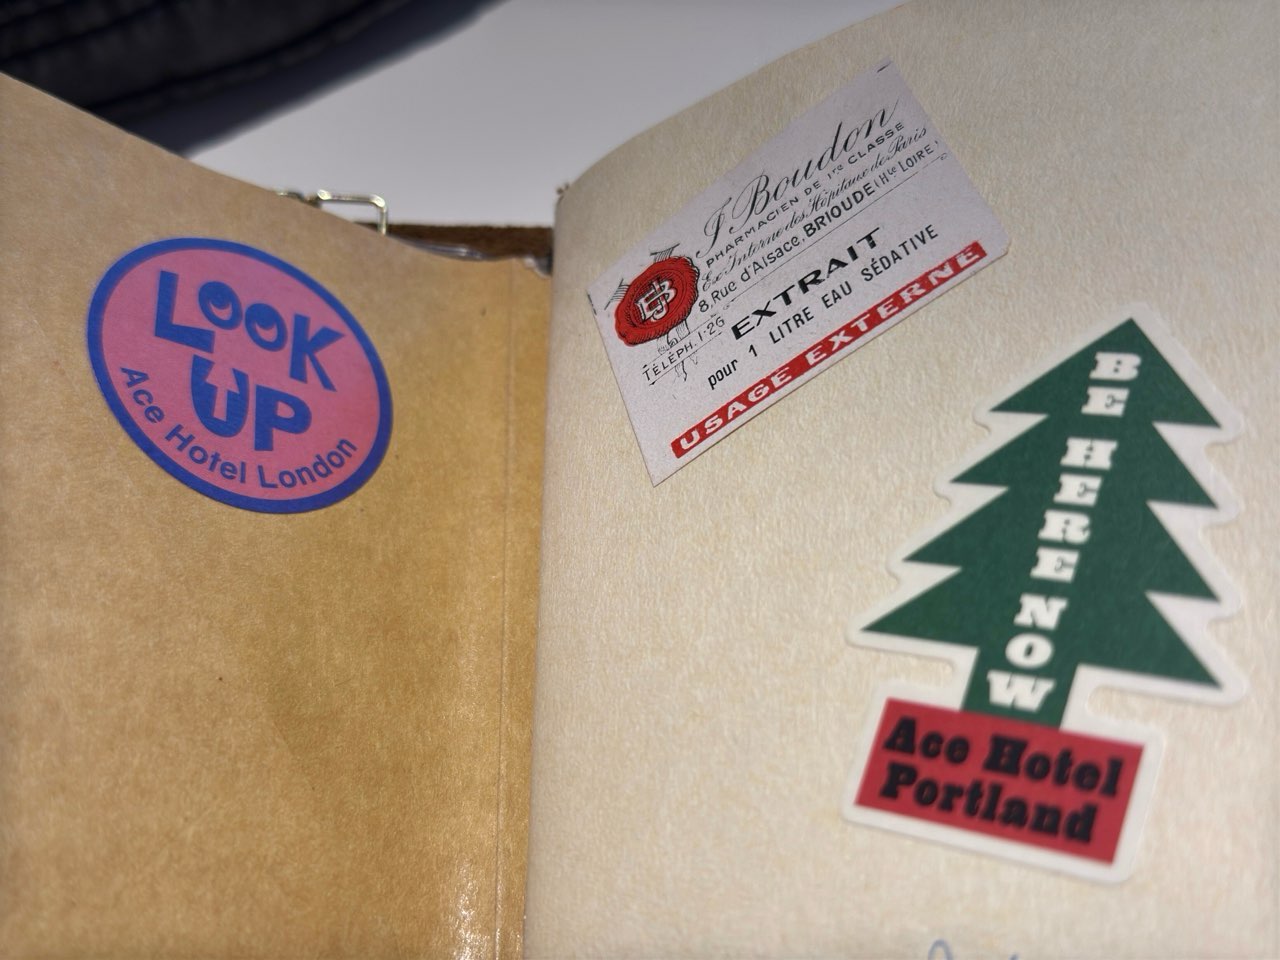 LOOK
UP
Ace Hotel London
J Boudon
PHARMACIEN DE 1re CLASSE
Ex Interne des Hôpitaux de Paris
8, Rue d'Alsace, BRIOUDE (Hte LOIRE)
TÉLÉPH. 1-26
EXTRAIT
pour 1 LITRE EAU SÉDATIVE
USAGE EXTERNE
BE HERE NOW
Ace Hotel
Portland